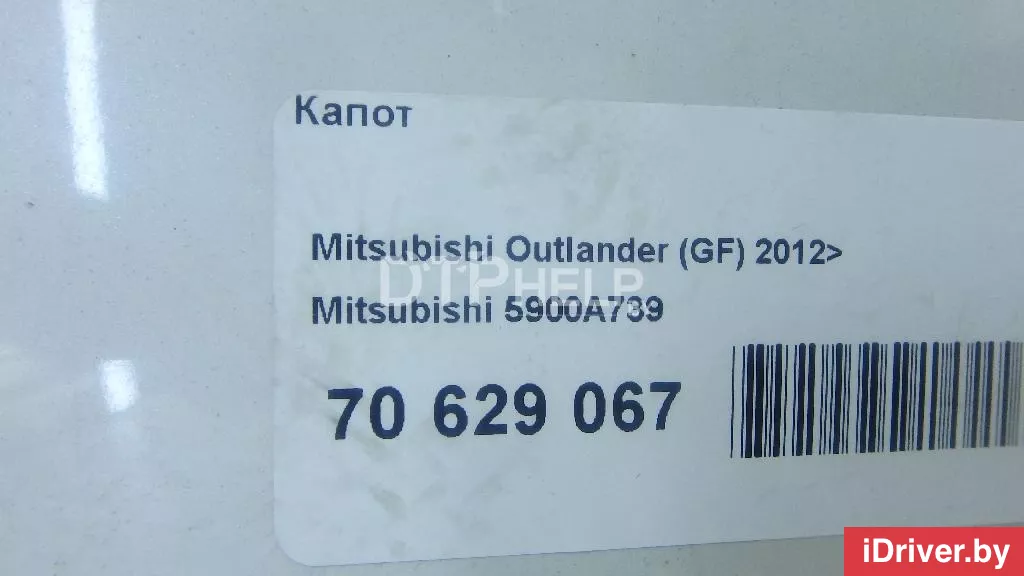 Капот
Mitsubishi Outlander (GF) 2012>
DTPHELP
Mitsubishi 5900A739
70 629 067
iDriver.by